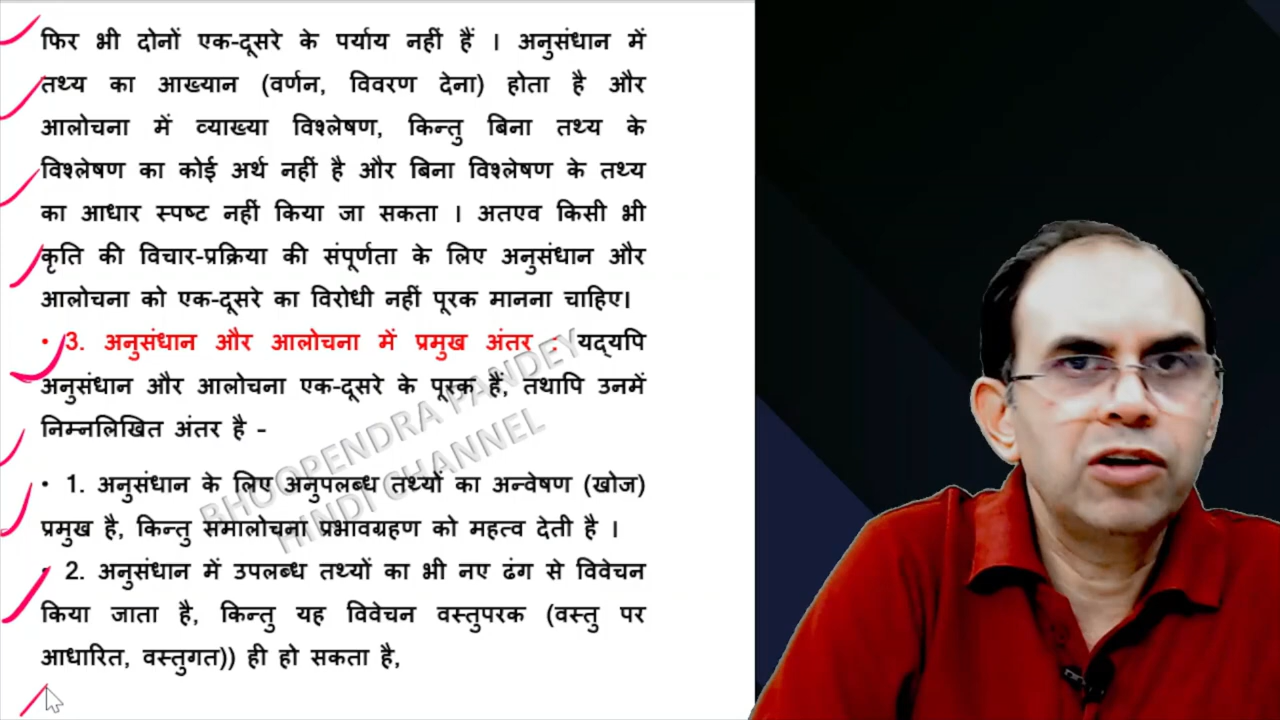 फिर भी दोनों एक-दूसरे के पर्याय नहीं हैं । अनुसंधान में
तथ्य का आख्यान (वर्णन, विवरण देना) होता है और
आलोचना में व्याख्या विश्लेषण, किन्तु बिना तथ्य के
विश्लेषण का कोई अर्थ नहीं है और बिना विश्लेषण के तथ्य
का आधार स्पष्ट नहीं किया जा सकता । अतएव किसी भी
कृति की विचार-प्रक्रिया की संपूर्णता के लिए अनुसंधान और
आलोचना को एक-दूसरे का विरोधी नहीं पूरक मानना चाहिए।
• 3. अनुसंधान और आलोचना में प्रमुख अंतर : यद्यपि
अनुसंधान और आलोचना एक-दूसरे के पूरक हैं, तथापि उनमें
निम्नलिखित अंतर है –
• 1. अनुसंधान के लिए अनुपलब्ध तथ्यों का अन्वेषण (खोज)
प्रमुख है, किन्तु समालोचना प्रभावग्रहण को महत्व देती है ।
• 2. अनुसंधान में उपलब्ध तथ्यों का भी नए ढंग से विवेचन
किया जाता है, किन्तु यह विवेचन वस्तुपरक (वस्तु पर
आधारित, वस्तुगत)) ही हो सकता है,
BHOOPENDRA PANDEY
HINDI CHANNEL